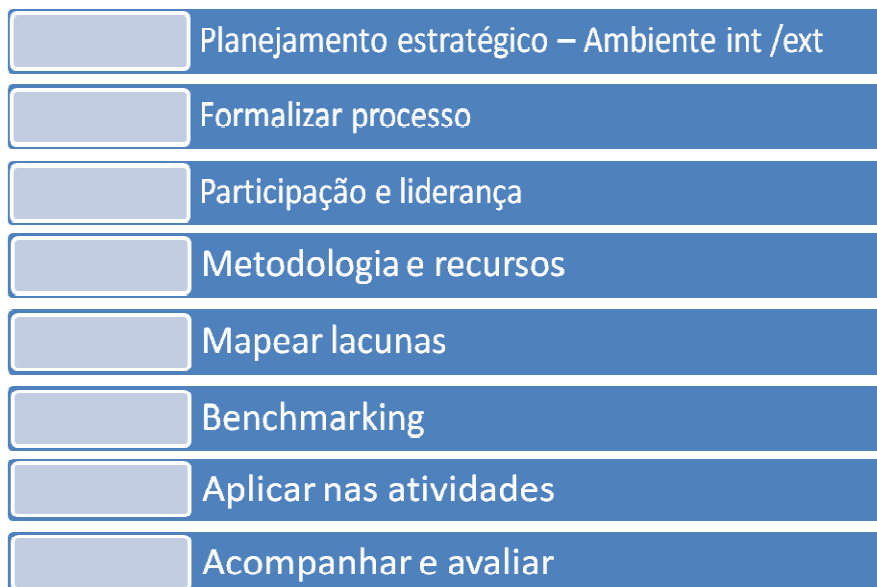 Planejamento estratégico – Ambiente int /ext
Formalizar processo
Participação e liderança
Metodologia e recursos
Mapear lacunas
Benchmarking
Aplicar nas atividades
Acompanhar e avaliar